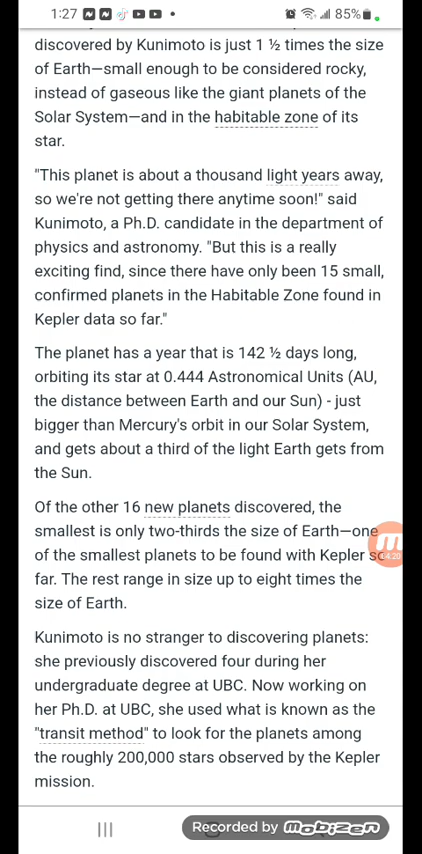 1:27
85%
discovered by Kunimoto is just 1 ½ times the size
of Earth—small enough to be considered rocky,
instead of gaseous like the giant planets of the
Solar System—and in the habitable zone of its
star.
"This planet is about a thousand light years away,
so we're not getting there anytime soon!" said
Kunimoto, a Ph.D. candidate in the department of
physics and astronomy. "But this is a really
exciting find, since there have only been 15 small,
confirmed planets in the Habitable Zone found in
Kepler data so far."
The planet has a year that is 142 ½ days long,
orbiting its star at 0.444 Astronomical Units (AU,
the distance between Earth and our Sun) - just
bigger than Mercury's orbit in our Solar System,
and gets about a third of the light Earth gets from
the Sun.
Of the other 16 new planets discovered, the
smallest is only two-thirds the size of Earth—one
of the smallest planets to be found with Kepler so
far. The rest range in size up to eight times the
size of Earth.
Kunimoto is no stranger to discovering planets:
she previously discovered four during her
undergraduate degree at UBC. Now working on
her Ph.D. at UBC, she used what is known as the
"transit method" to look for the planets among
the roughly 200,000 stars observed by the Kepler
mission.
Recorded by mobizen